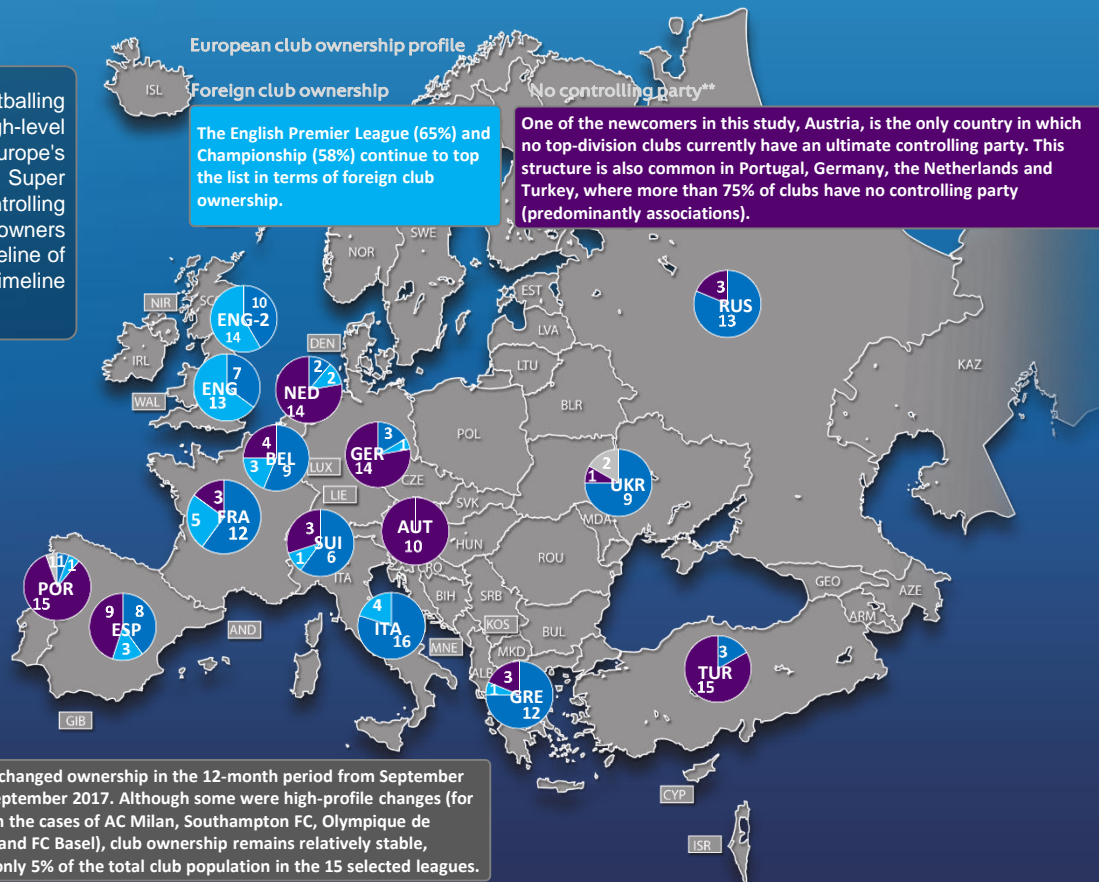 European club ownership profile
Foreign club ownership
No controlling party**
tballing
gh-level
urope's
Super
ntrolling
owners
eline of
timeline
The English Premier League (65%) and
Championship (58%) continue to top
the list in terms of foreign club
ownership.
One of the newcomers in this study, Austria, is the only country in which
no top-division clubs currently have an ultimate controlling party. This
structure is also common in Portugal, Germany, the Netherlands and
Turkey, where more than 75% of clubs have no controlling party
(predominantly associations).
ISL
SWE
NOR
EST
LVA
LTU
BLR
POL
KAZ
NIR
SC
IRL
WAL
DEN
10
ENG-2
14
7
ENG
13
2
2
NED
14
3
RUS
13
4
BEL
3
9
LUX
LIE
3
1
GER
14
CZE
SVK
HUN
2
1
UKR
9
MDA
ROU
3
FRA
5
12
3
SUI
1
6
ITA
AUT
10
RO
BIH
SRB
KOS
BUL
MKD
MNE
ALB
GEO
AZE
ARM
1
1
1
POR
15
9
8
ESP
3
AND
GIB
4
ITA
16
3
GRE
1
12
3
TUR
15
CYP
ISR
changed ownership in the 12-month period from September
eptember 2017. Although some were high-profile changes (for
n the cases of AC Milan, Southampton FC, Olympique de
and FC Basel), club ownership remains relatively stable,
only 5% of the total club population in the 15 selected leagues.